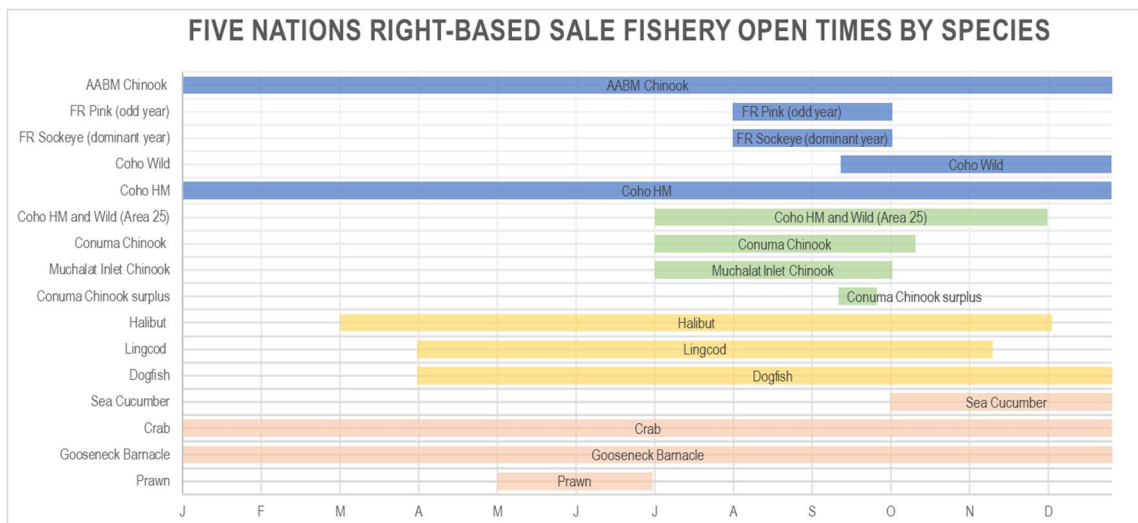 FIVE NATIONS RIGHT-BASED SALE FISHERY OPEN TIMES BY SPECIES
AABM Chinook AABM Chinook
FR Pink (odd year) FR Pink (odd year)
FR Sockeye (dominant year) FR Sockeye (dominant year)
Coho Wild Coho Wild
Coho HM Coho HM
Coho HM and Wild (Area 25) Coho HM and Wild (Area 25)
Conuma Chinook Conuma Chinook
Muchalat Inlet Chinook Muchalat Inlet Chinook
Conuma Chinook surplus Conuma Chinook surplus
Halibut Halibut
Lingcod Lingcod
Dogfish Dogfish
Sea Cucumber Sea Cucumber
Crab Crab
Gooseneck Barnacle Gooseneck Barnacle
Prawn Prawn
J F M A M J J A S O N D